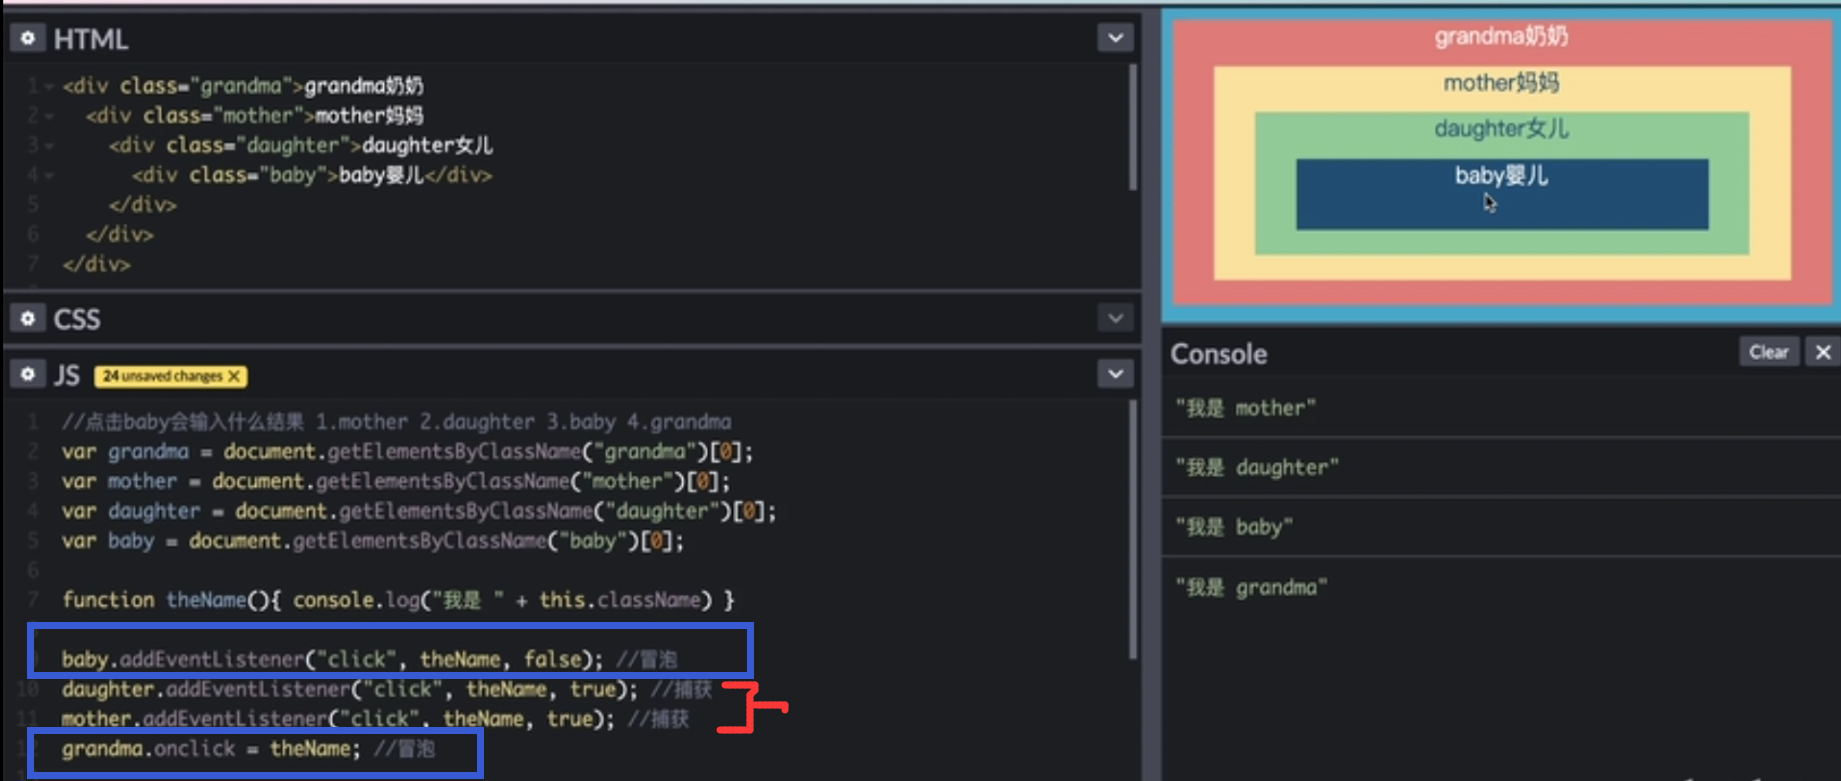 HTML
1 <div class="grandma">grandma奶奶
2 <div class="mother">mother妈妈
3 <div class="daughter">daughter女儿
4 <div class="baby">baby婴儿</div>
5 </div>
6 </div>
7 </div>
CSS
JS 24 unsaved changes X
1 //点击baby会输入什么结果 1.mother 2.daughter 3.baby 4.grandma
2 var grandma = document.getElementsByClassName("grandma")[0];
3 var mother = document.getElementsByClassName("mother")[0];
4 var daughter = document.getElementsByClassName("daughter")[0];
5 var baby = document.getElementsByClassName("baby")[0];
6
7 function theName(){ console.log("我是 " + this.className) }
baby.addEventListener("click", theName, false); //冒泡
10 daughter.addEventListener("click", theName, true); //捕获
11 mother.addEventListener("click", theName, true); //捕获
12 grandma.onclick = theName; //冒泡
grandma奶奶
mother妈妈
daughter女儿
baby婴儿
Console
Clear X
"我是 mother"
"我是 daughter"
"我是 baby"
"我是 grandma"